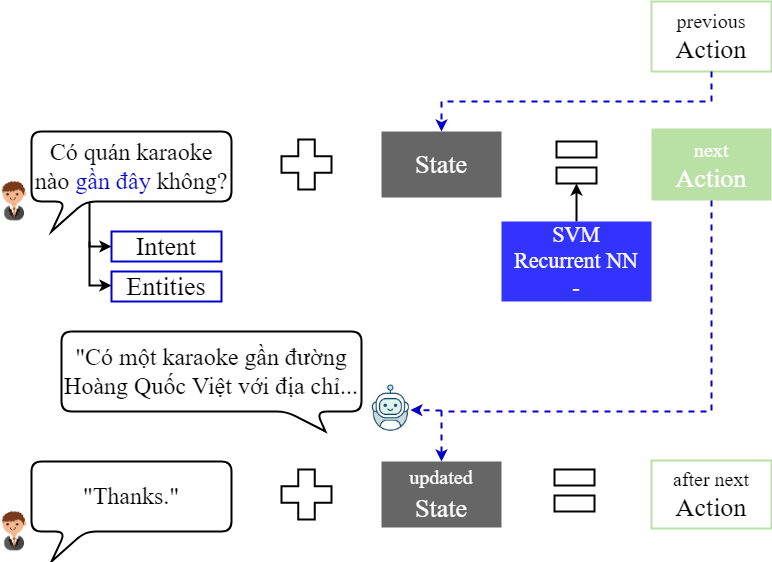 previous
Action
Có quán karaoke
nào gần đây không?
State
next
Action
SVM
Recurrent NN
-
Intent
Entities
"Có một karaoke gần đường
Hoàng Quốc Việt với địa chỉ...
"Thanks."
updated
State
after next
Action